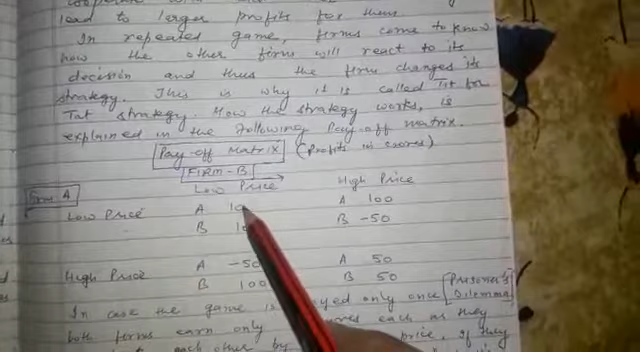 lead to larger profits for them
In repeated game, firms come to know
how the other firms will react to its
decision and thus the firm changes its
strategy. This is why it is called Tit for
Tat strategy. How the strategy works, is
explained in the following Pay-off matrix.
Pay-off Matrix (Profits in crores)
FIRM-B
Firm A Low Price High Price
Low Price A 10 A 100
B 10 B -50
High Price A -50 A 50
B 100 B 50
Prisoner's Dilemma
In case the game is played only once
both firms earn only each as they
each other by price, if they